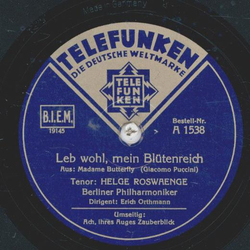 TELEFUNKEN
DIE DEUTSCHE WELTMARKE
TELE
FUN
KEN
B.I.E.M.
19145
Bestell-Nr.
A 1538
Leb wohl, mein Blütenreich
Aus: Madame Butterfly (Giacomo Puccini)
Tenor: HELGE ROSWAENGE
Berliner Philharmoniker
Dirigent: Erich Orthmann
Umseitig:
Ach, ihres Auges Zauberblick